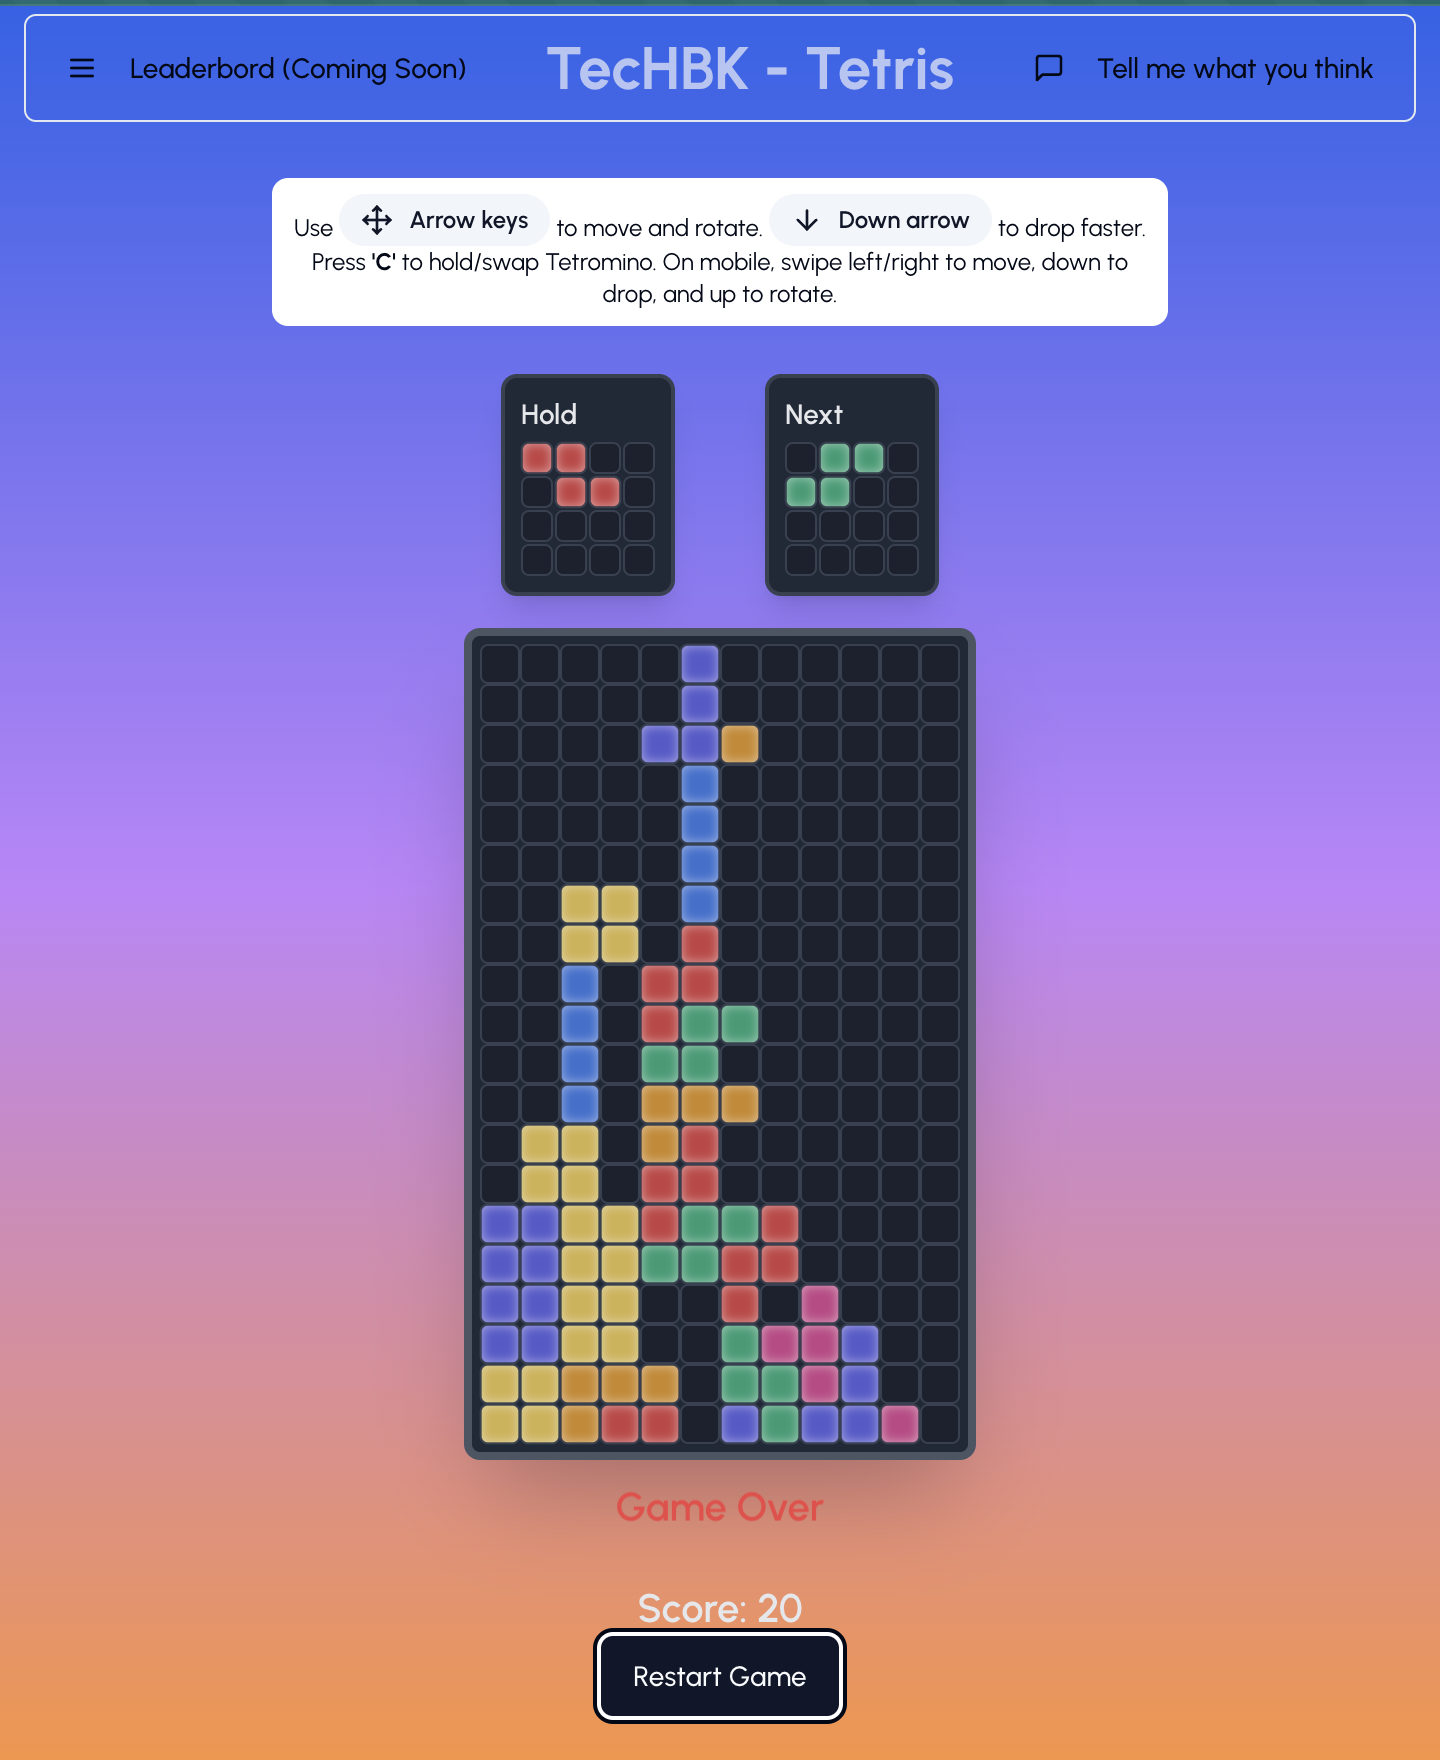 Leaderbord (Coming Soon)
TecHBK - Tetris
Tell me what you think
Use Arrow keys to move and rotate. Down arrow to drop faster.
Press 'C' to hold/swap Tetromino. On mobile, swipe left/right to move, down to
drop, and up to rotate.
Hold
Next
Game Over
Score: 20
Restart Game